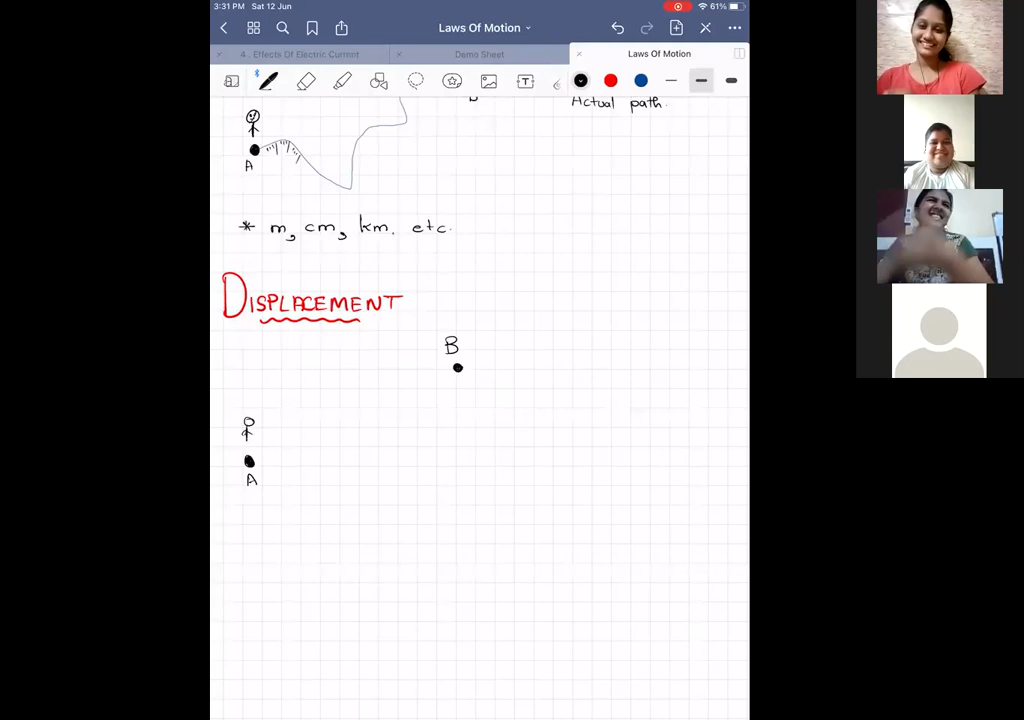 3:31 PM Sat 12 Jun
61%
Laws Of Motion
4 . Effects Of Electric Current
Demo Sheet
Laws Of Motion
T
Actual path.
A
* m, cm, km. etc.
DISPLACEMENT
B
A